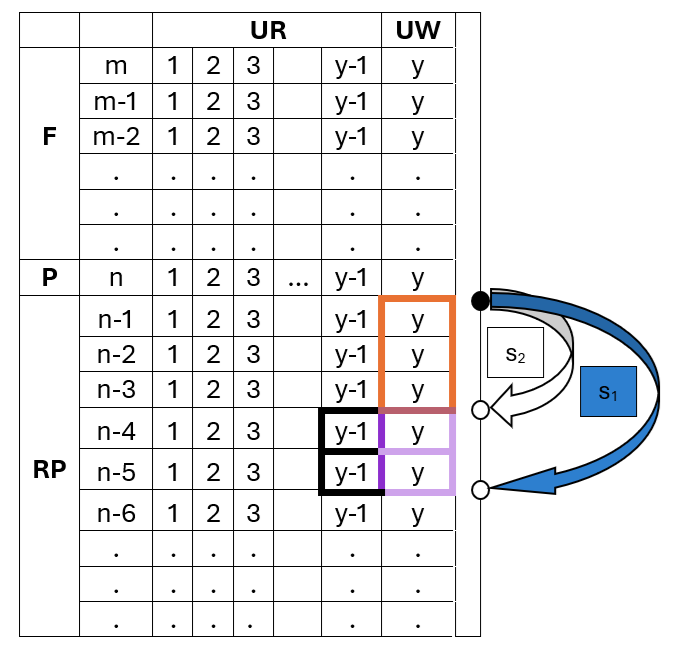 UR UW
m 1 2 3 y-1 y
m-1 1 2 3 y-1 y
F m-2 1 2 3 y-1 y
. . . . . .
. . . . . .
. . . . . .
P n 1 2 3 ... y-1 y
n-1 1 2 3 y-1 y
n-2 1 2 3 y-1 y
s₂
n-3 1 2 3 y-1 y
s₁
n-4 1 2 3 y-1 y
RP n-5 1 2 3 y-1 y
n-6 1 2 3 y-1 y
. . . . . .
. . . . . .
. . . . . .